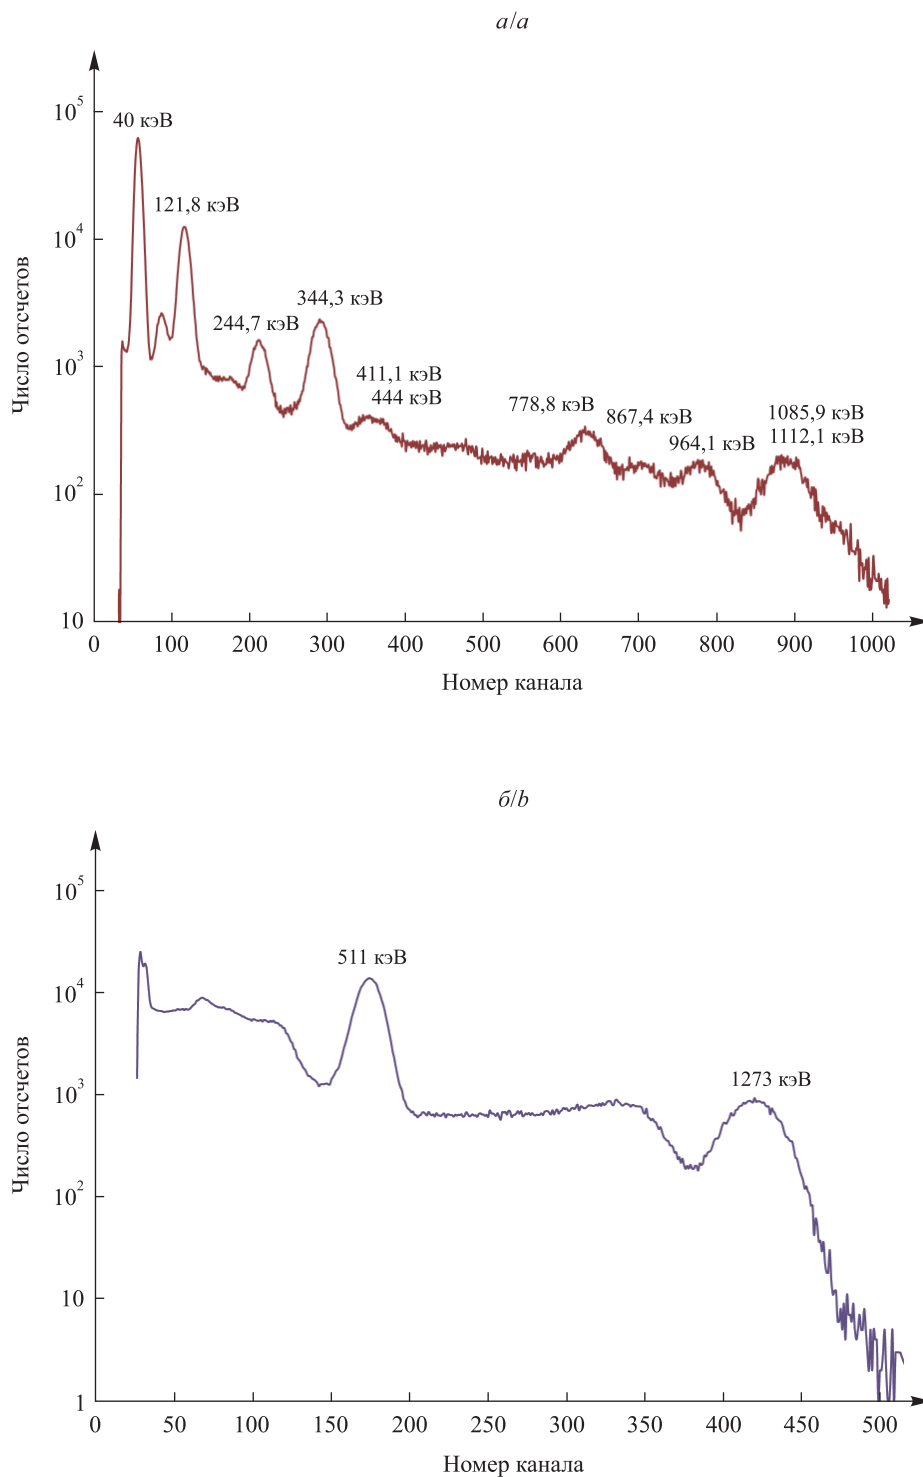 а/a
Число отсчетов
10⁵
10⁴
10³
10²
10
40 кэВ
121,8 кэВ
244,7 кэВ
344,3 кэВ
411,1 кэВ
444 кэВ
778,8 кэВ
867,4 кэВ
964,1 кэВ
1085,9 кэВ
1112,1 кэВ
0 100 200 300 400 500 600 700 800 900 1000
Номер канала
б/b
Число отсчетов
10⁵
10⁴
10³
10²
10
1
511 кэВ
1273 кэВ
0 50 100 150 200 250 300 350 400 450 500
Номер канала